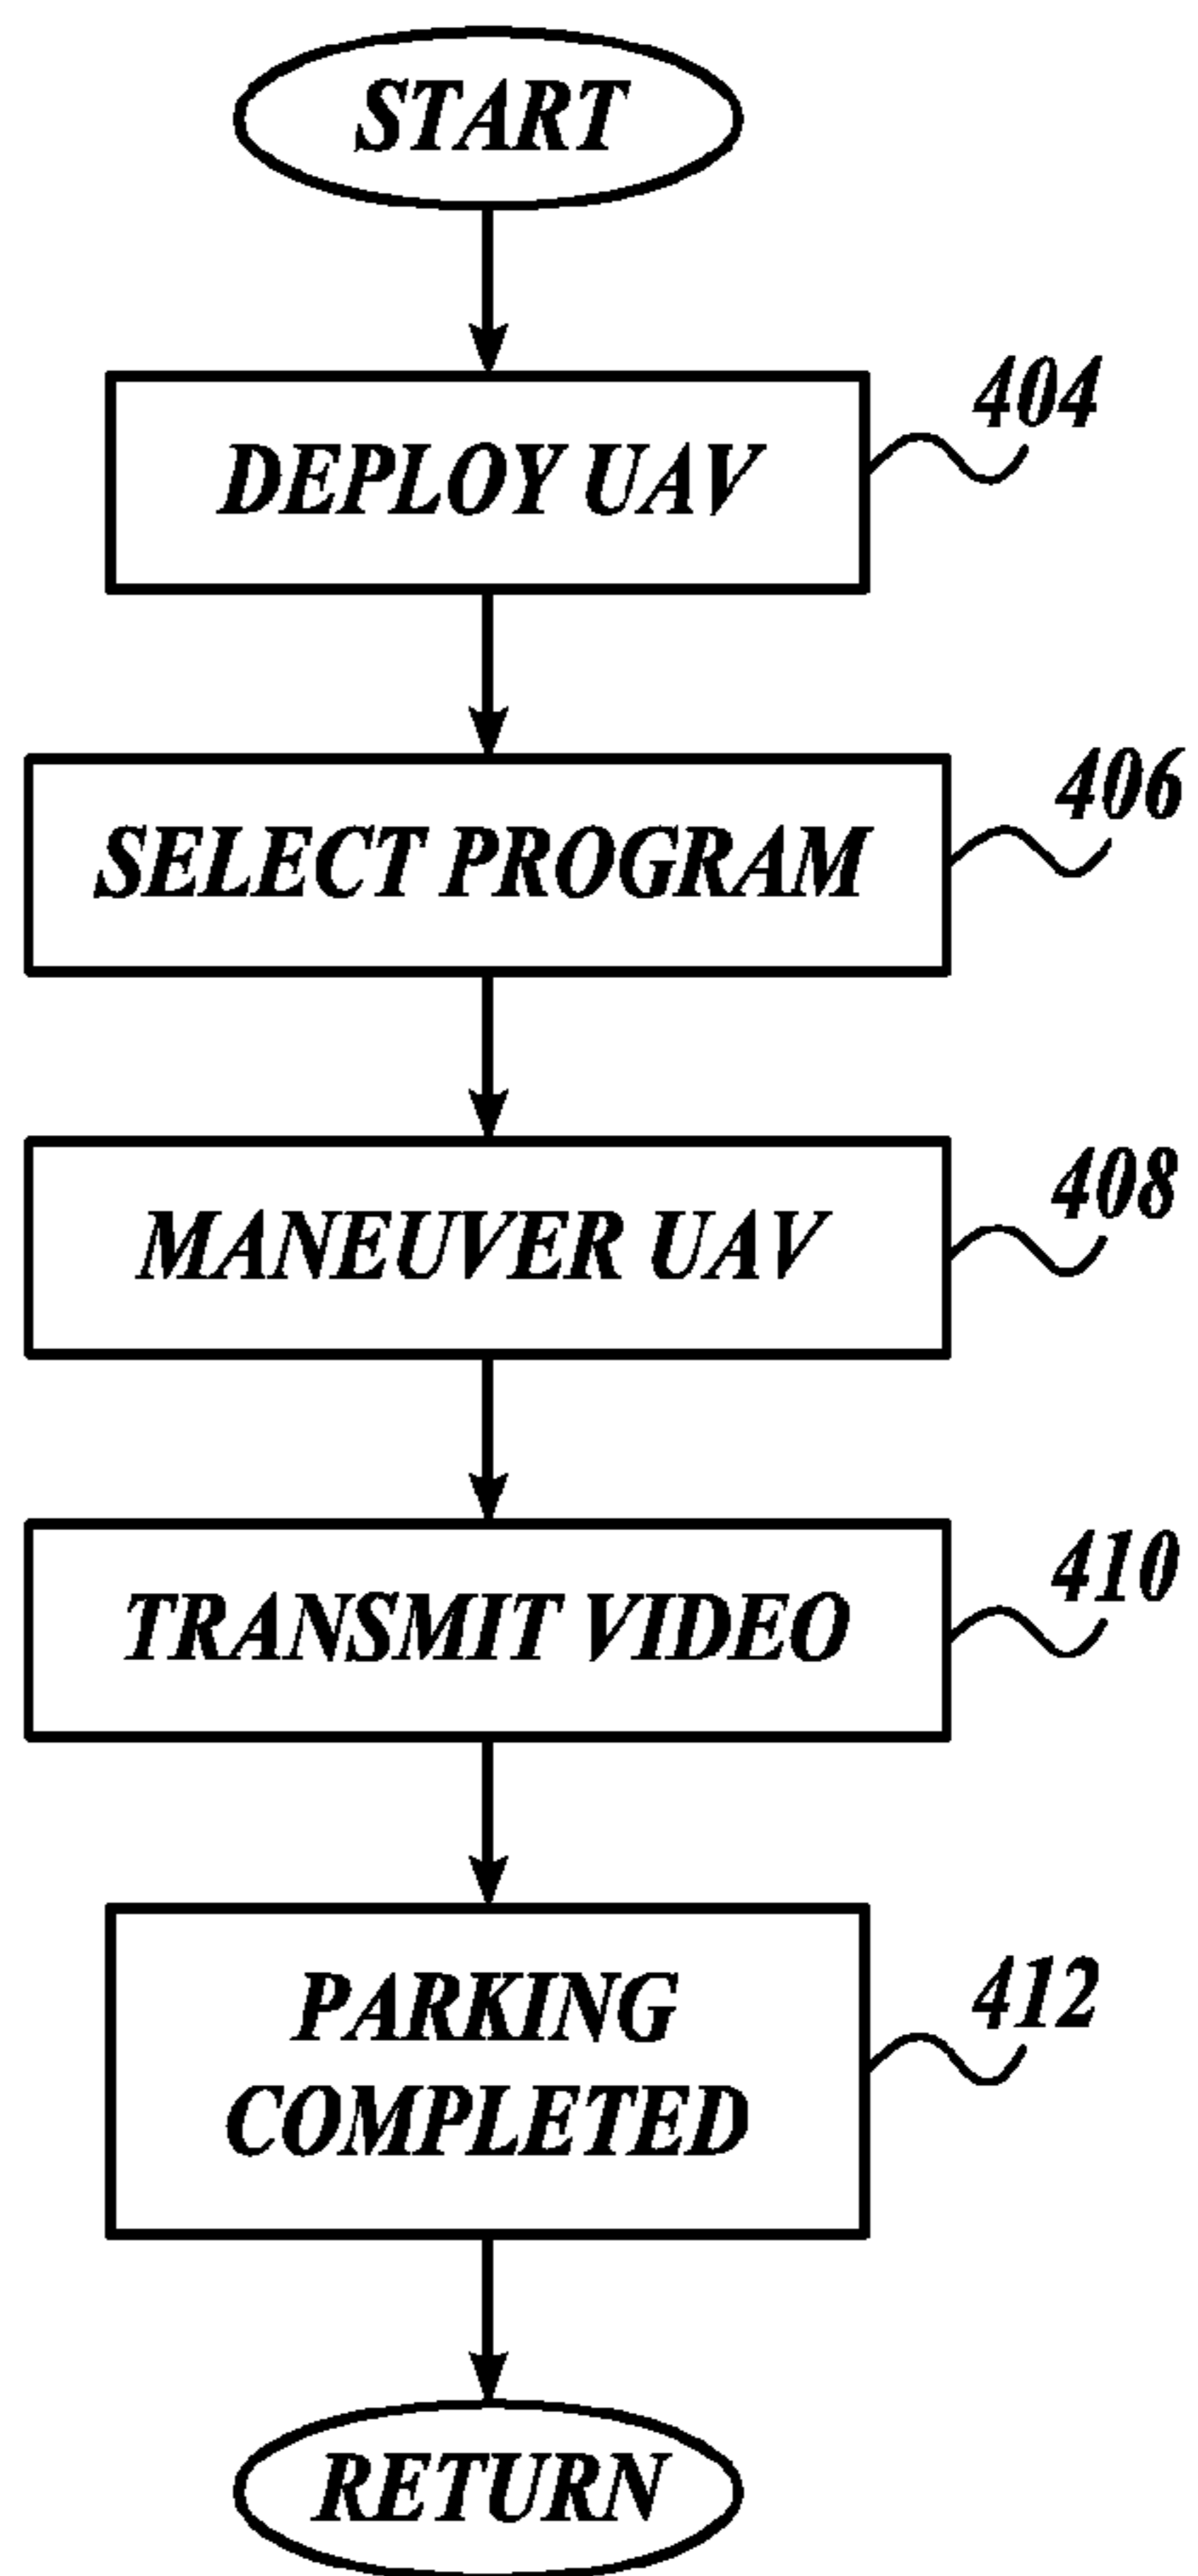 START
DEPLOY UAV
404
SELECT PROGRAM
406
MANEUVER UAV
408
TRANSMIT VIDEO
410
PARKING
COMPLETED
412
RETURN